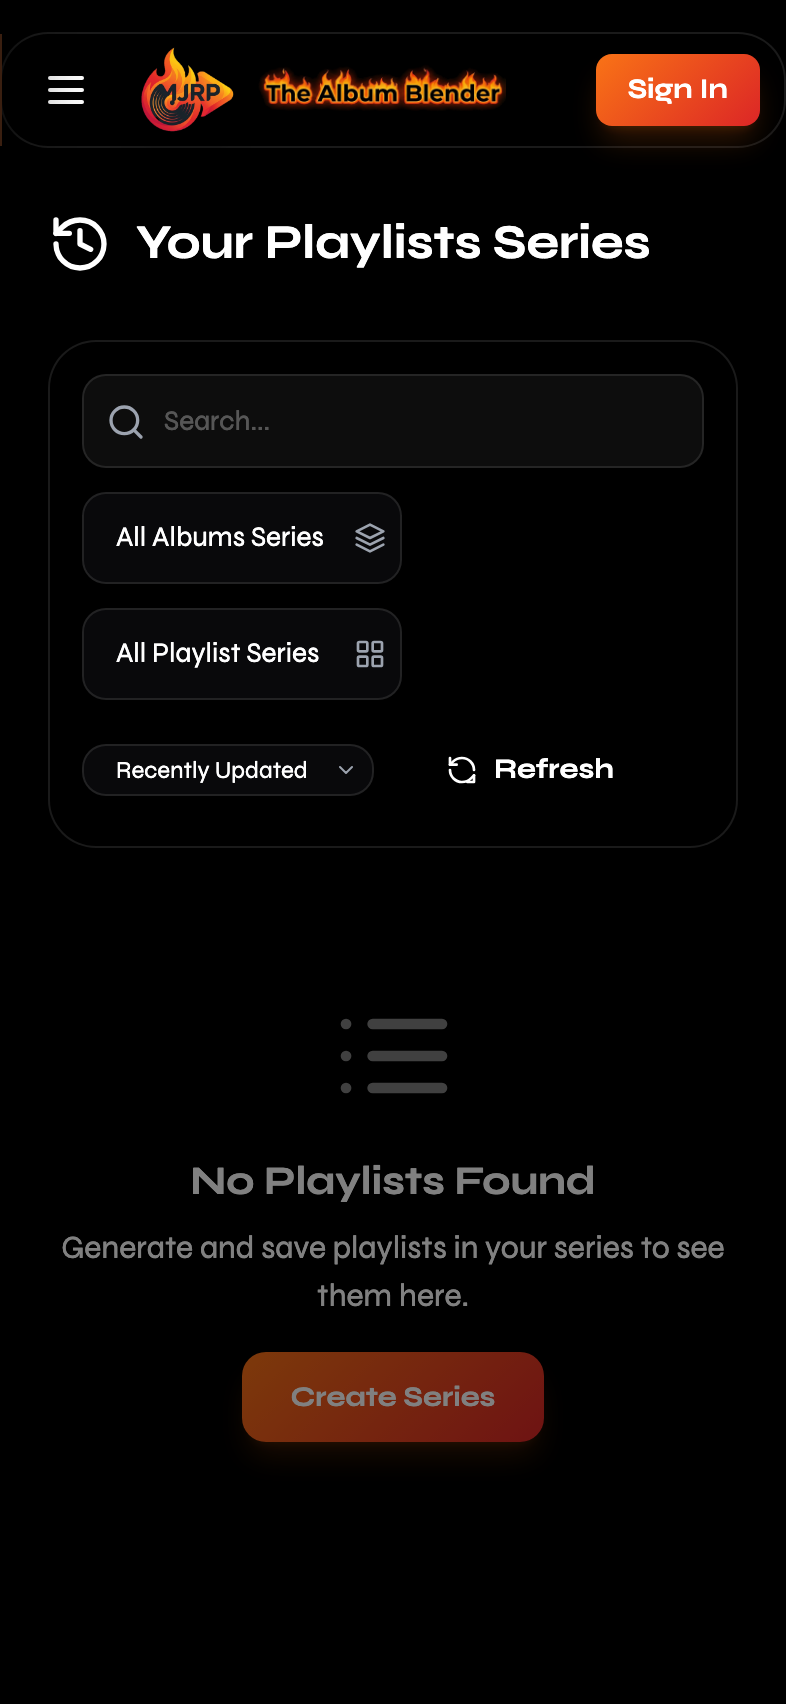 MJRP
The Album Blender
Sign In
Your Playlists Series
Search...
All Albums Series
All Playlist Series
Recently Updated
Refresh
No Playlists Found
Generate and save playlists in your series to see
them here.
Create Series